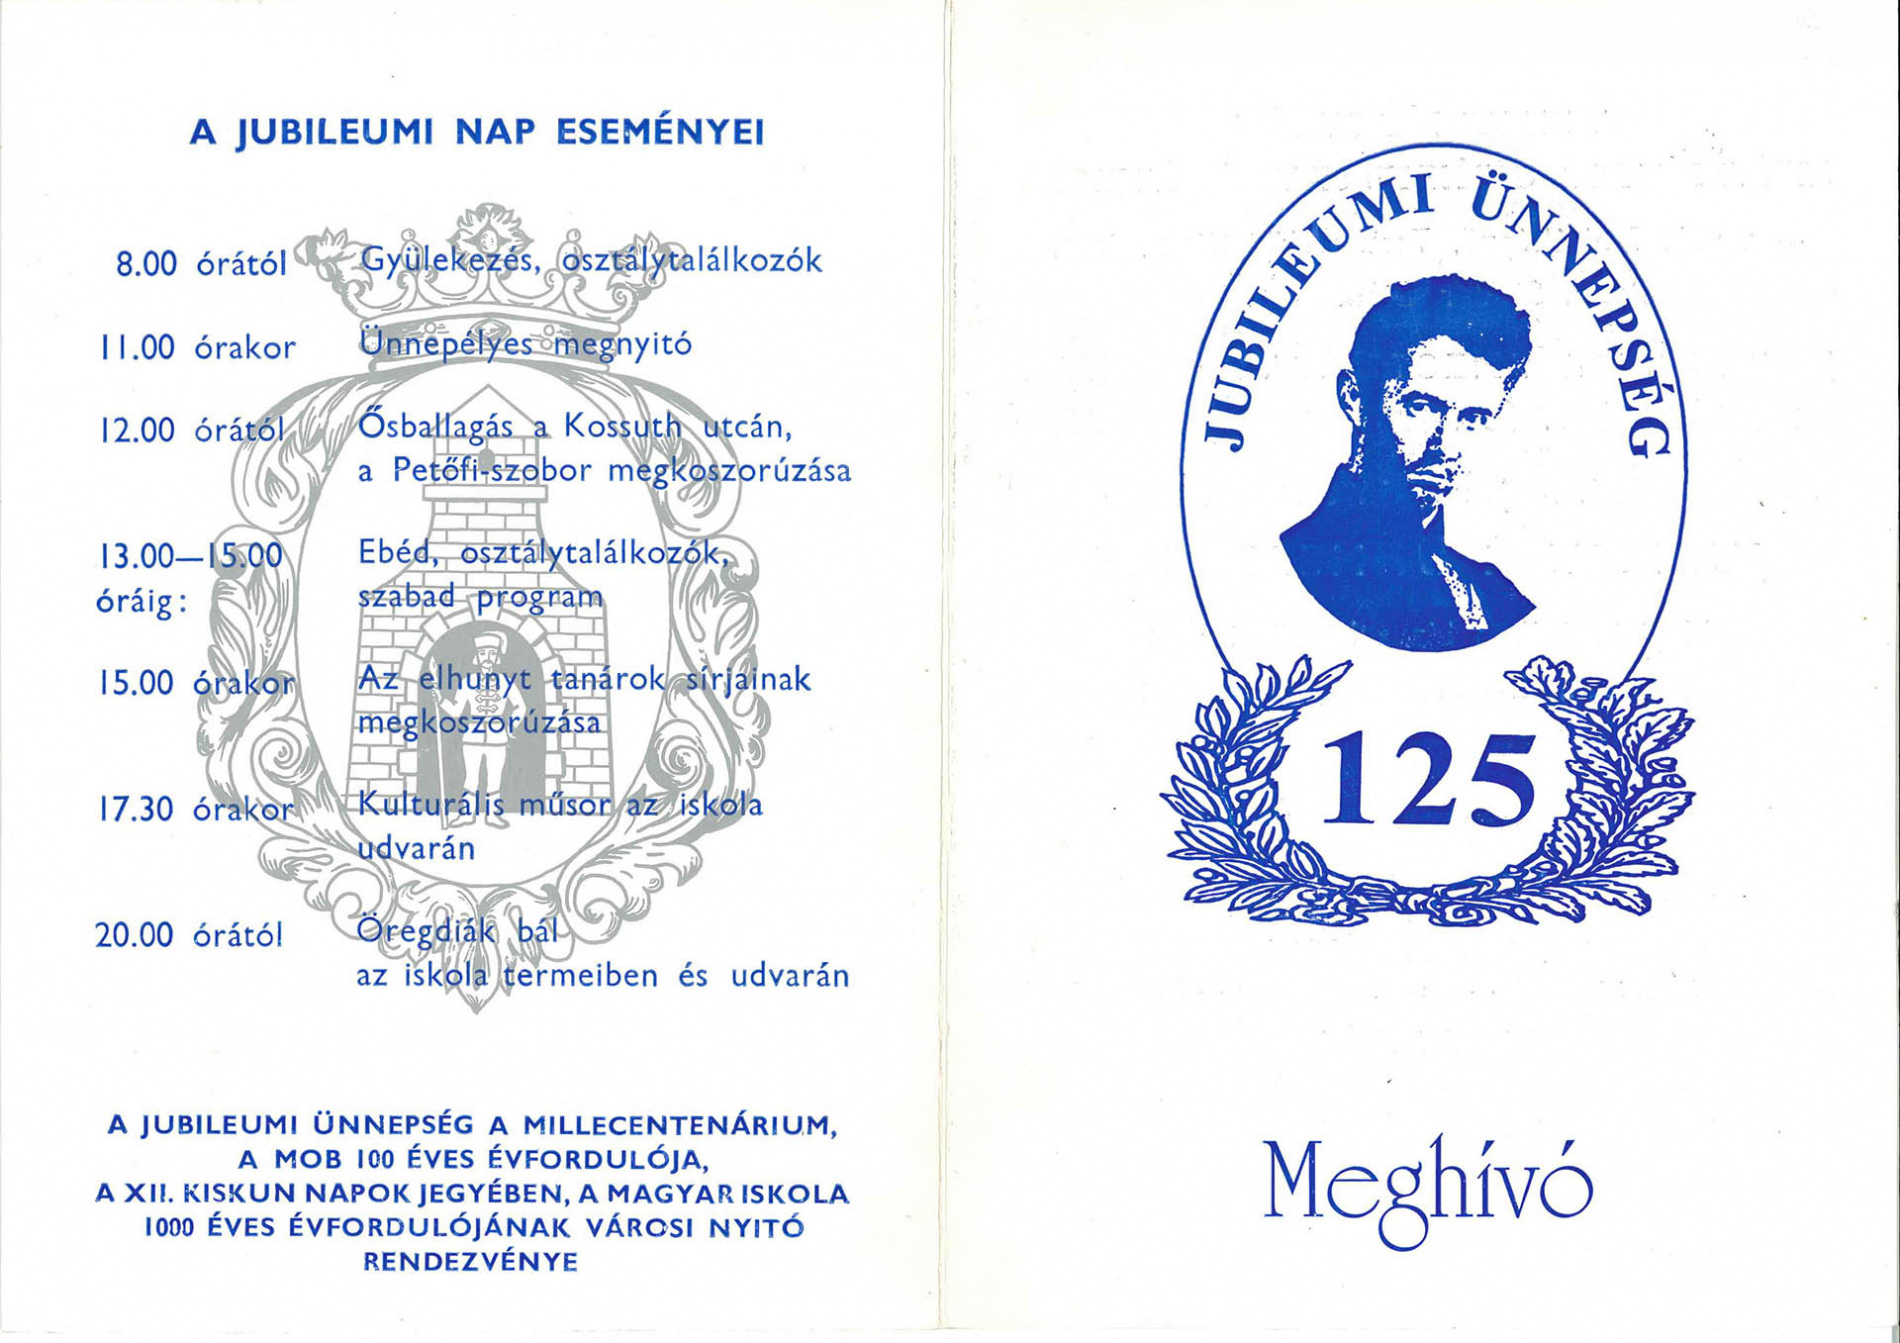 A JUBILEUMI NAP ESEMÉNYEI
8.00 órától Gyülekezés, osztálytalálkozók
11.00 órakor Ünnepélyes megnyitó
12.00 órától Ősballagás a Kossuth utcán,
a Petőfi-szobor megkoszorúzása
13.00—15.00 Ebéd, osztálytalálkozók,
óráig: szabad program
15.00 órakor Az elhunyt tanárok sírjainak
megkoszorúzása
17.30 órakor Kulturális műsor az iskola
udvarán
20.00 órától Öregdiák bál
az iskola termeiben és udvarán
A JUBILEUMI ÜNNEPSÉG A MILLECENTENÁRIUM,
A MOB 100 ÉVES ÉVFORDULÓJA,
A XII. KISKUN NAPOK JEGYÉBEN, A MAGYAR ISKOLA
1000 ÉVES ÉVFORDULÓJÁNAK VÁROSI NYITÓ
RENDEZVÉNYE
JUBILEUMI ÜNNEPSÉG
125
Meghívó